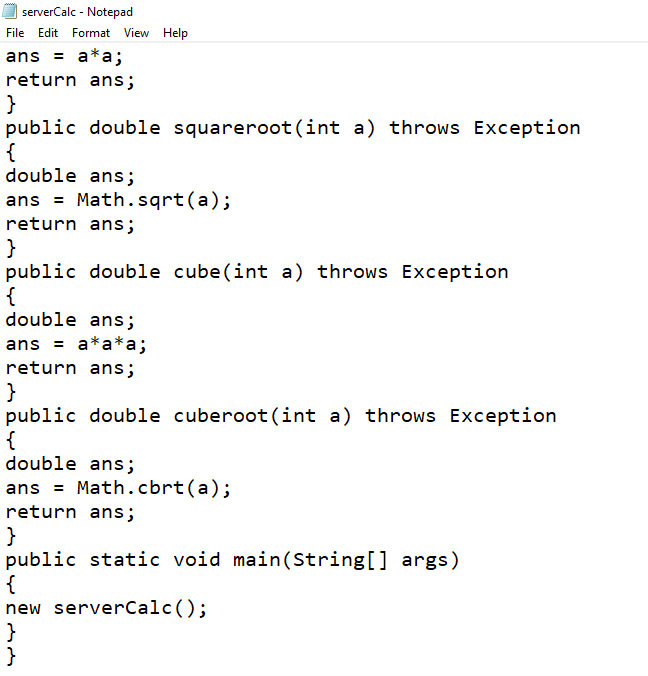 serverCalc - Notepad
File Edit Format View Help
ans = a*a;
return ans;
}
public double squareroot(int a) throws Exception
{
double ans;
ans = Math.sqrt(a);
return ans;
}
public double cube(int a) throws Exception
{
double ans;
ans = a*a*a;
return ans;
}
public double cuberoot(int a) throws Exception
{
double ans;
ans = Math.cbrt(a);
return ans;
}
public static void main(String[] args)
{
new serverCalc();
}
}